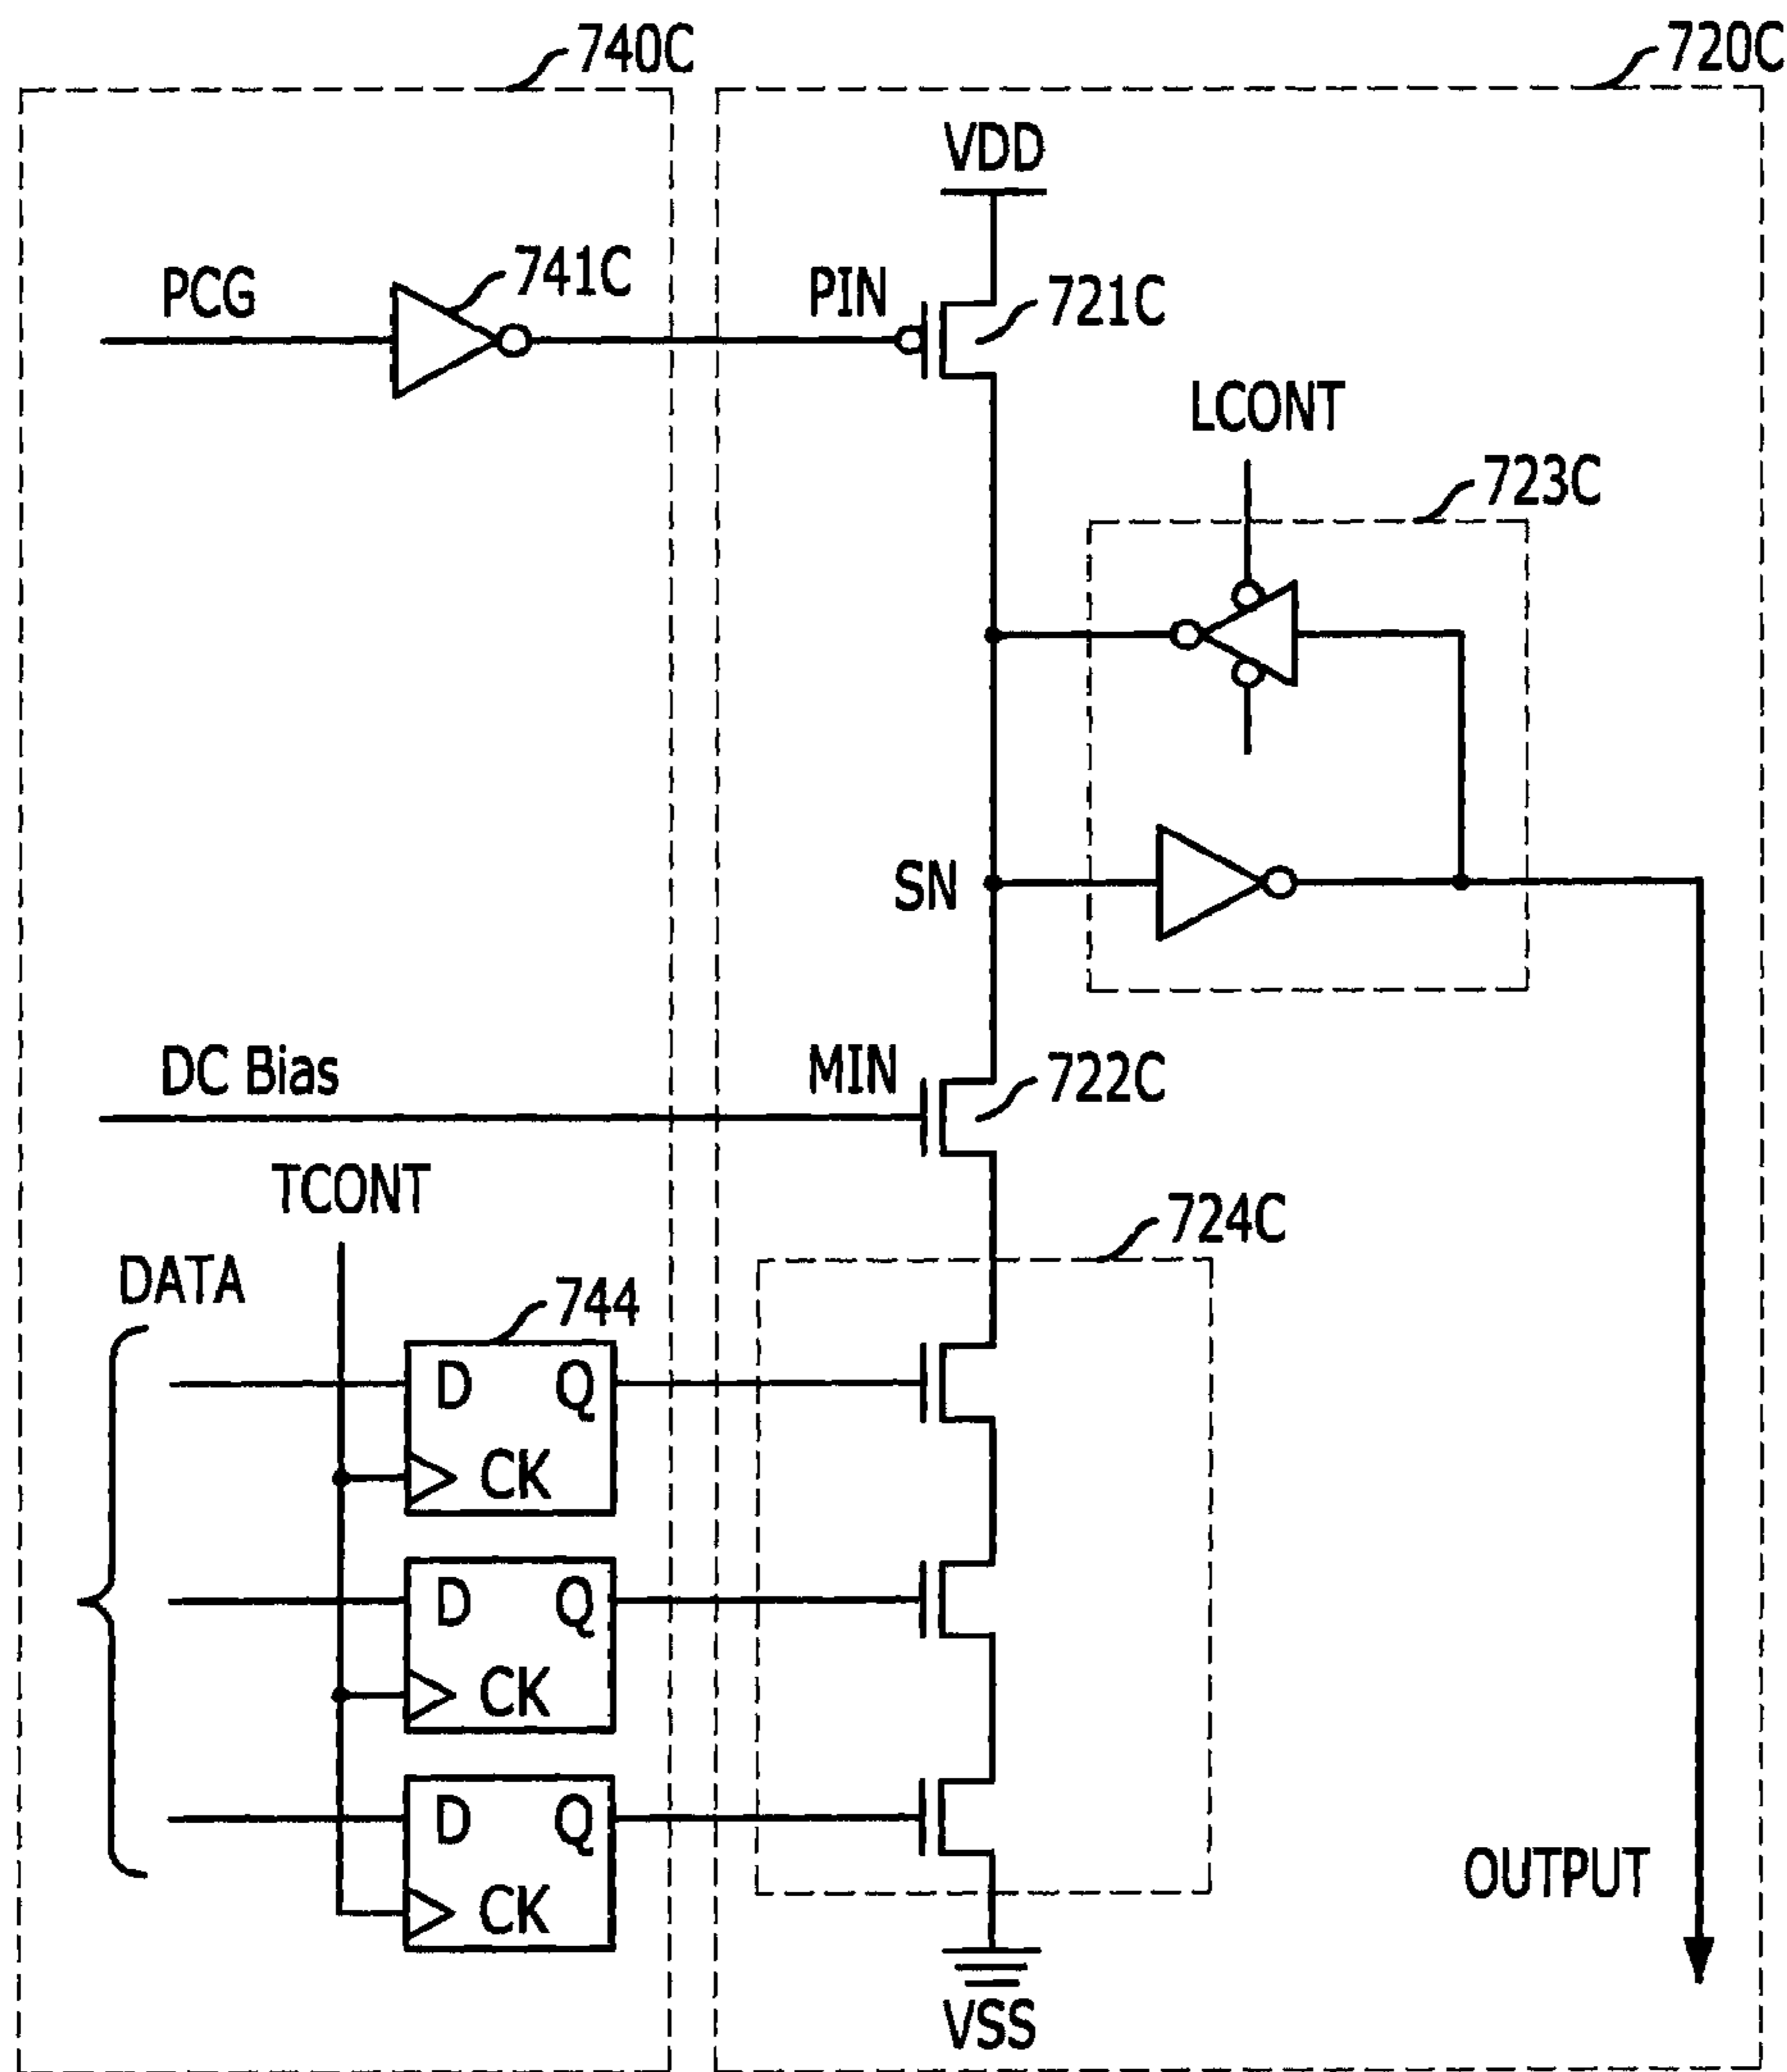 740C
720C
VDD
PCG
741C
PIN
721C
LCONT
723C
SN
DC Bias
MIN
722C
TCONT
724C
DATA
744
D Q
CK
D Q
CK
D Q
CK
OUTPUT
VSS